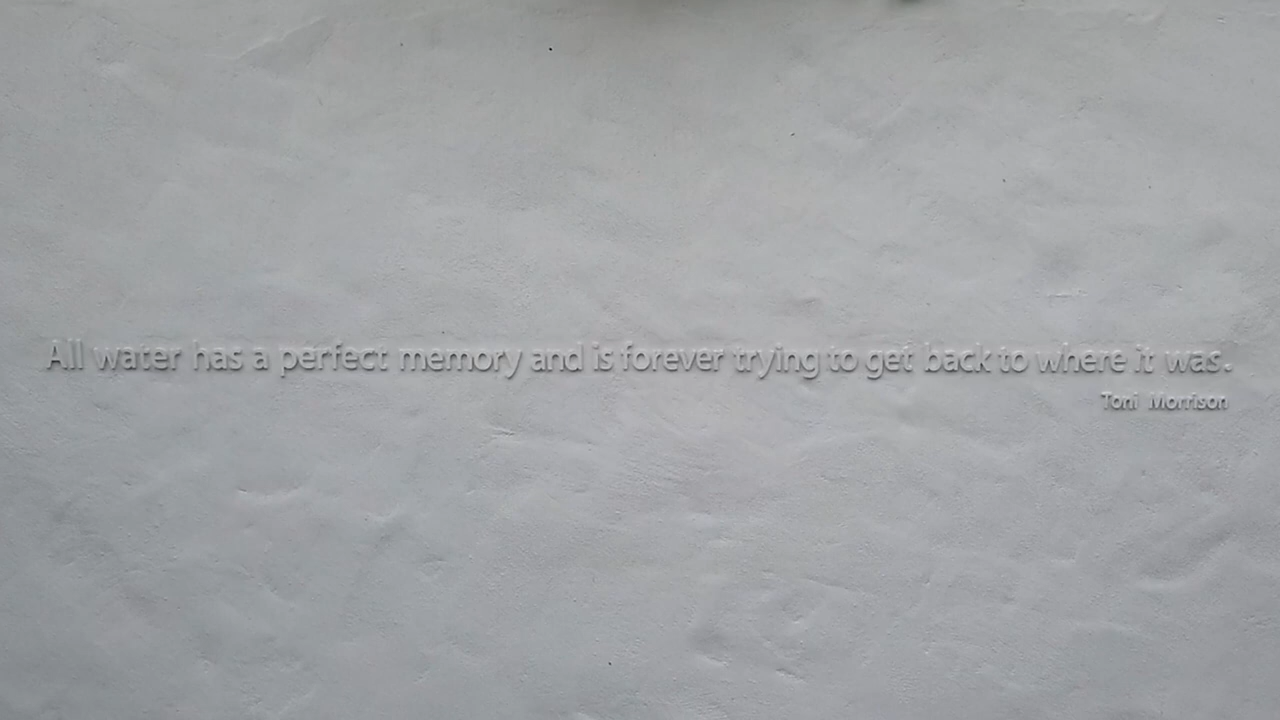 All water has a perfect memory and is forever trying to get back to where it was.
Toni Morrison